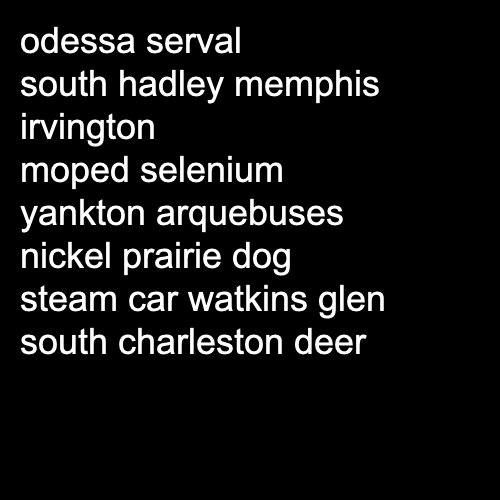 odessa serval
south hadley memphis
irvington
moped selenium
yankton arquebuses
nickel prairie dog
steam car watkins glen
south charleston deer